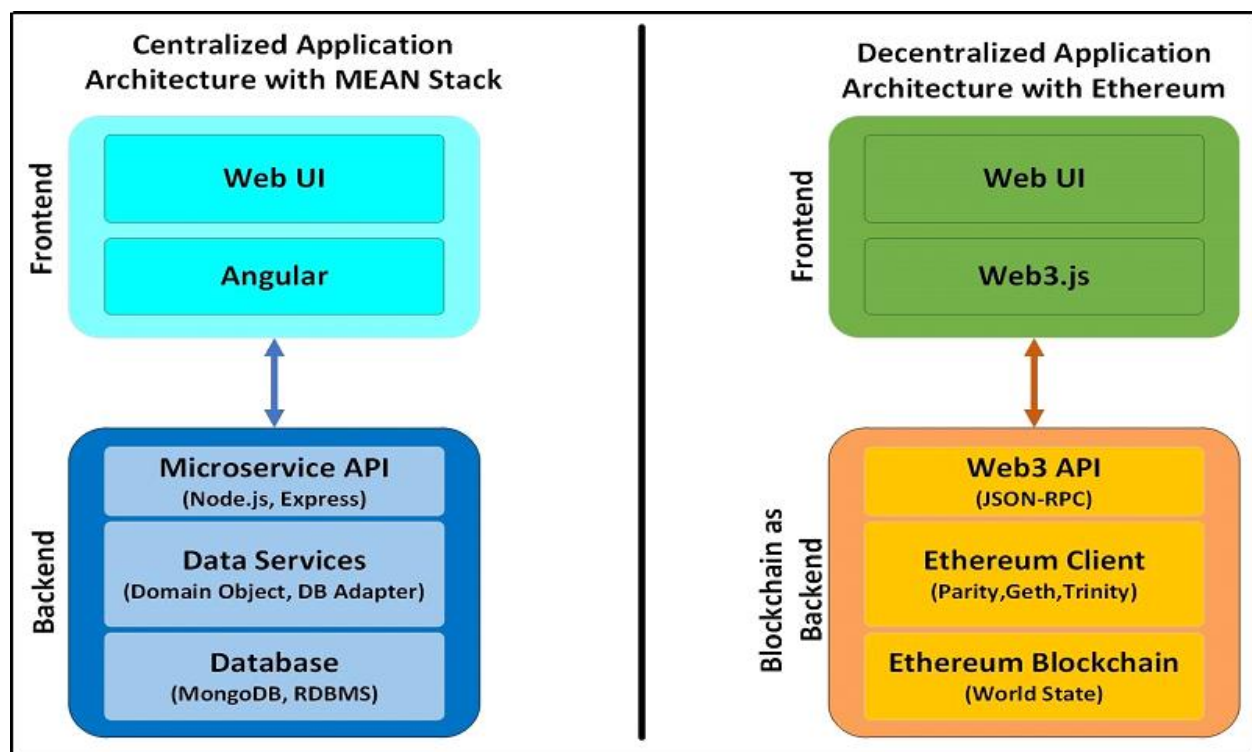 Centralized Application
Architecture with MEAN Stack
Frontend
Web UI
Angular
Backend
Microservice API
(Node.js, Express)
Data Services
(Domain Object, DB Adapter)
Database
(MongoDB, RDBMS)
Decentralized Application
Architecture with Ethereum
Frontend
Web UI
Web3.js
Blockchain as
Backend
Web3 API
(JSON-RPC)
Ethereum Client
(Parity,Geth,Trinity)
Ethereum Blockchain
(World State)